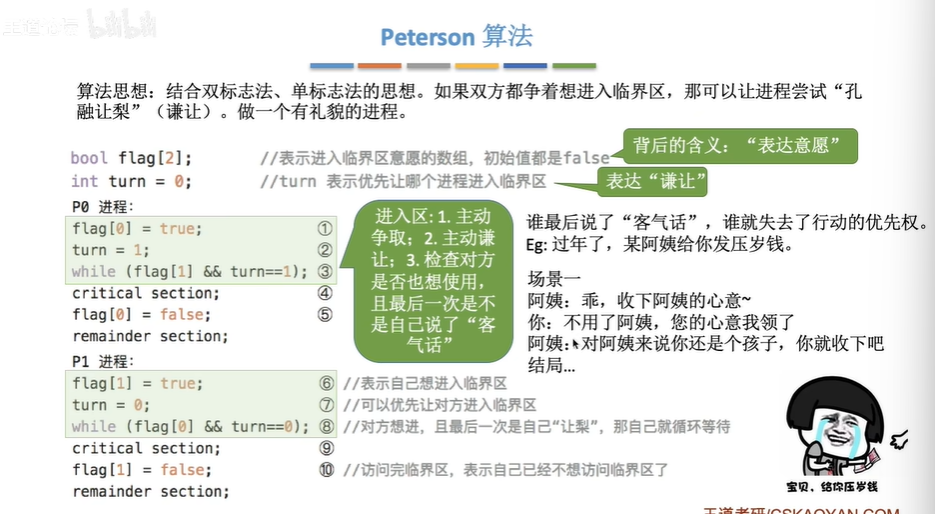 bilibili
Peterson 算法
算法思想：结合双标志法、单标志法的思想。如果双方都争着想进入临界区，那可以让进程尝试“孔
融让梨”（谦让）。做一个有礼貌的进程。
bool flag[2]; //表示进入临界区意愿的数组，初始值都是false
背后的含义：“表达意愿”
int turn = 0; //turn 表示优先让哪个进程进入临界区
表达“谦让”
P0 进程：
flag[0] = true; ①
turn = 1; ②
while (flag[1] && turn==1); ③
critical section; ④
flag[0] = false; ⑤
remainder section;
P1 进程：
flag[1] = true; ⑥ //表示自己想进入临界区
turn = 0; ⑦ //可以优先让对方进入临界区
while (flag[0] && turn==0); ⑧ //对方想进，且最后一次是自己“让梨”，那自己就循环等待
critical section; ⑨
flag[1] = false; ⑩ //访问完临界区，表示自己已经不想访问临界区了
remainder section;
进入区：1. 主动
争取；2. 主动谦
让；3. 检查对方
是否也想使用，
且最后一次是不
是自己说了“客
气话”
谁最后说了“客气话”，谁就失去了行动的优先权。
Eg: 过年了，某阿姨给你发压岁钱。
场景一
阿姨：乖，收下阿姨的心意~
你：不用了阿姨，您的心意我领了
阿姨：对阿姨来说你还是个孩子，你就收下吧
结局…
宝贝，给你压岁钱
王道考研/CSKAOYAN.COM